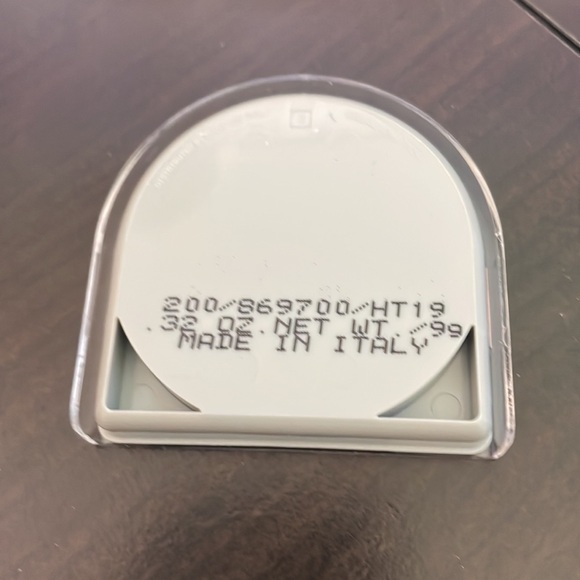 200/869700/HT19
.32 OZ.NET WT./99
MADE IN ITALY